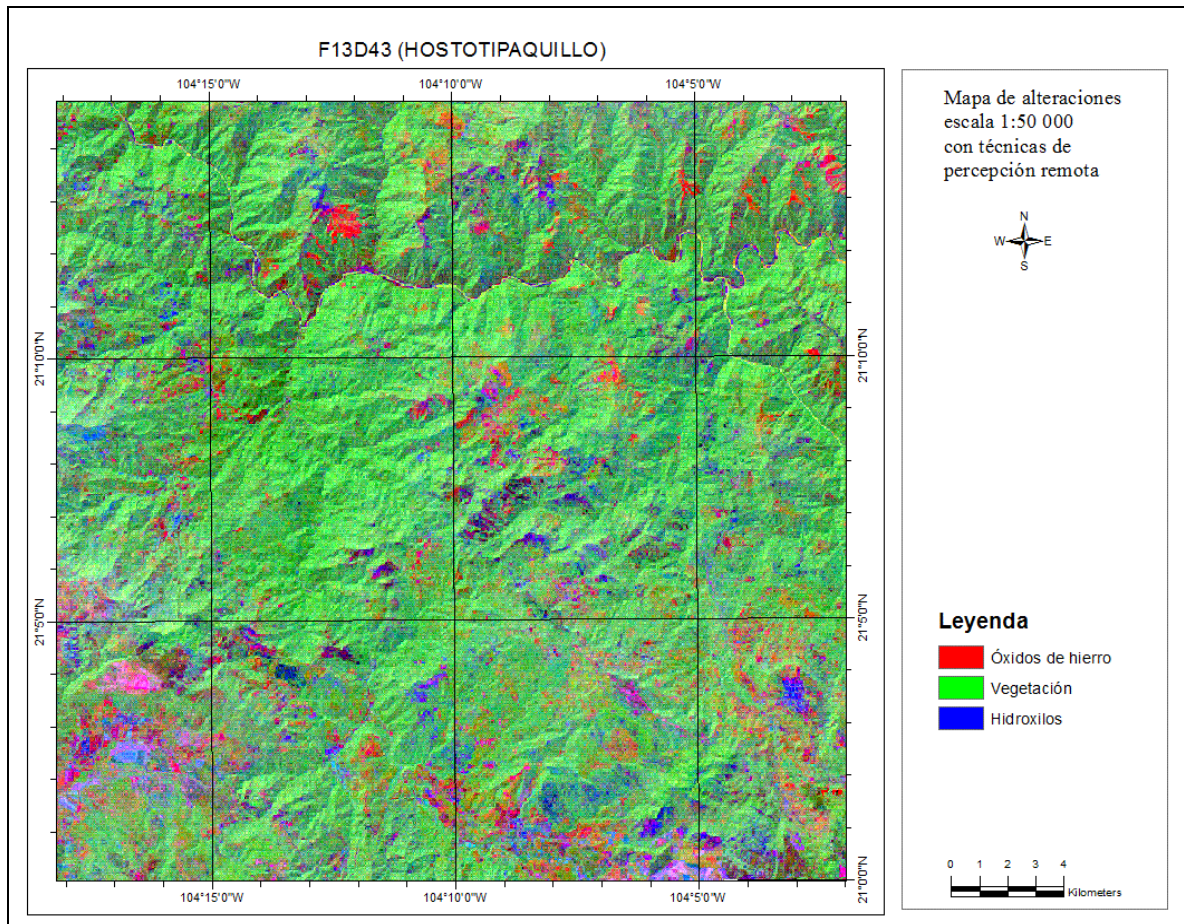 F13D43 (HOSTOTIPAQUILLO)
104°15'0"W 104°10'0"W 104°5'0"W
21°10'0"N 21°10'0"N
21°5'0"N 21°5'0"N
21°0'0"N
104°15'0"W 104°10'0"W 104°5'0"W
Mapa de alteraciones
escala 1:50 000
con técnicas de
percepción remota
N
W E
S
Leyenda
Óxidos de hierro
Vegetación
Hidroxilos
0 1 2 3 4
Kilometers